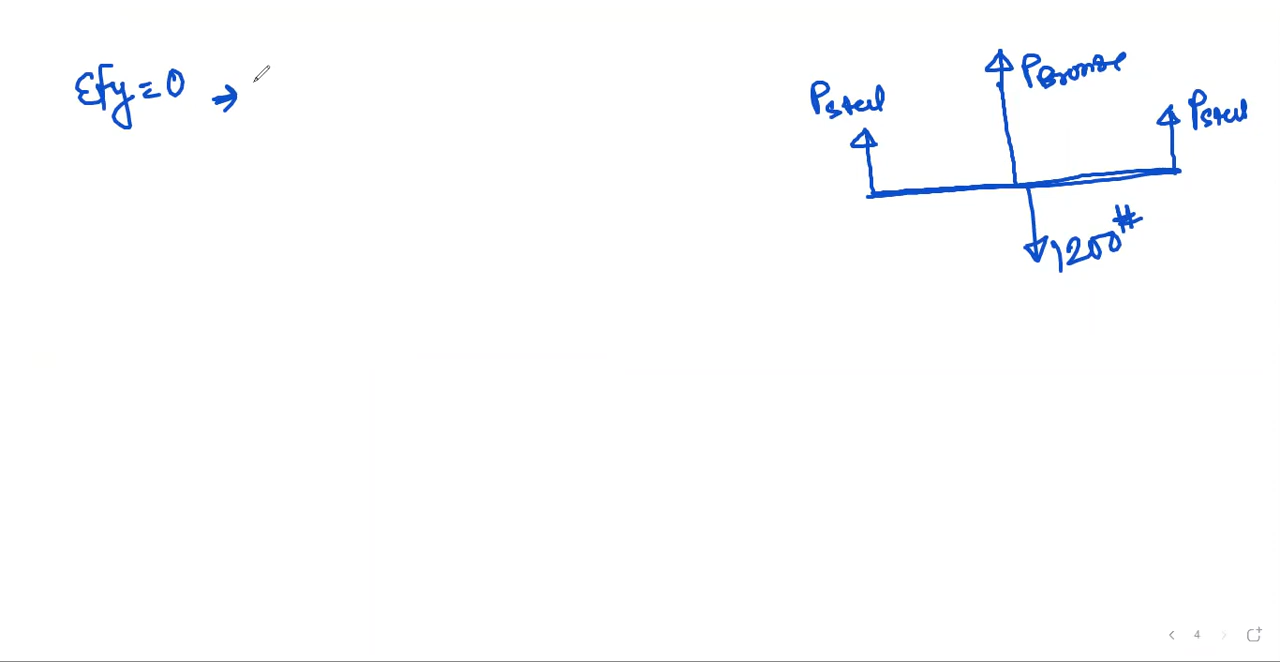 ΣFy = 0 →
PBronze
Psteel
Psteel
1200#
4